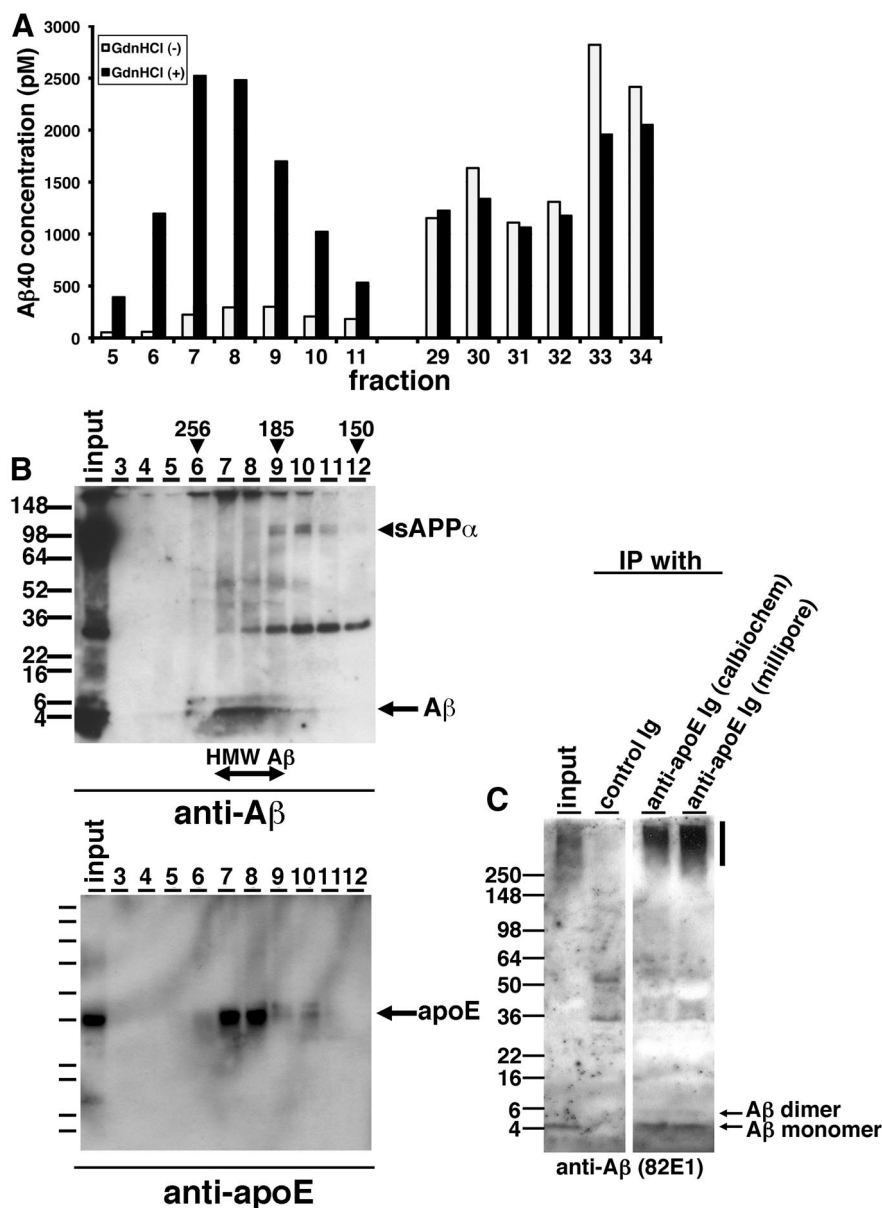 A
Aβ40 concentration (pM)
3000
2500
2000
1500
1000
500
0
GdnHCl (-)
GdnHCl (+)
5 6 7 8 9 10 11 29 30 31 32 33 34
fraction
B
256 185 150
input 3 4 5 6 7 8 9 10 11 12
148
98
64
52
36
22
16
6
4
sAPPα
Aβ
HMW Aβ
anti-Aβ
input 3 4 5 6 7 8 9 10 11 12
apoE
anti-apoE
C
IP with
input
control Ig
anti-apoE Ig (calbiochem)
anti-apoE Ig (millipore)
250
148
98
64
50
36
22
16
6
4
Aβ dimer
Aβ monomer
anti-Aβ (82E1)